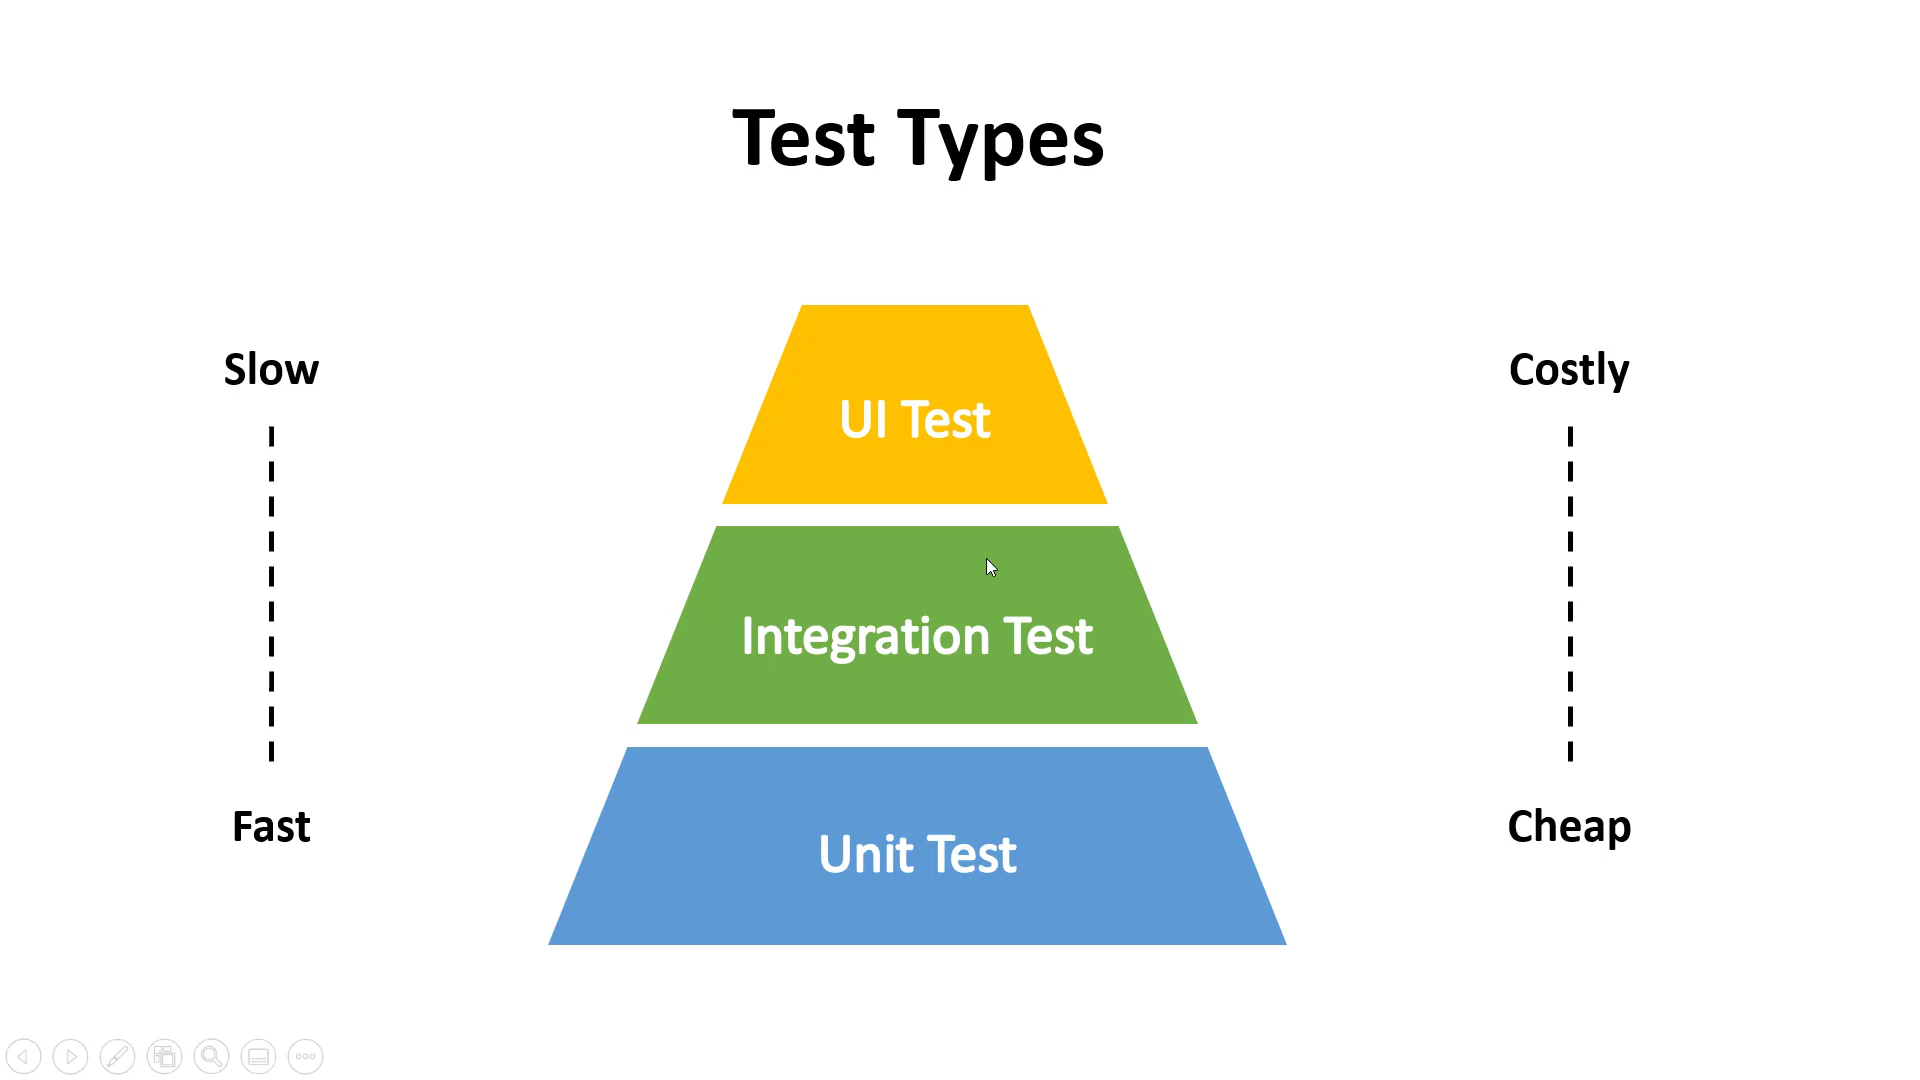 Test Types
Slow
Costly
UI Test
Integration Test
Fast
Cheap
Unit Test